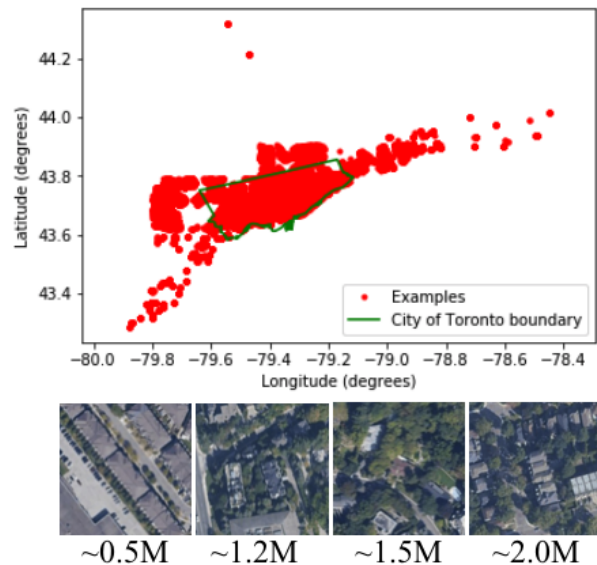 44.2
44.0
43.8
43.6
43.4
Latitude (degrees)
Examples
City of Toronto boundary
−80.0 −79.8 −79.6 −79.4 −79.2 −79.0 −78.8 −78.6 −78.4
Longitude (degrees)
~0.5M ~1.2M ~1.5M ~2.0M